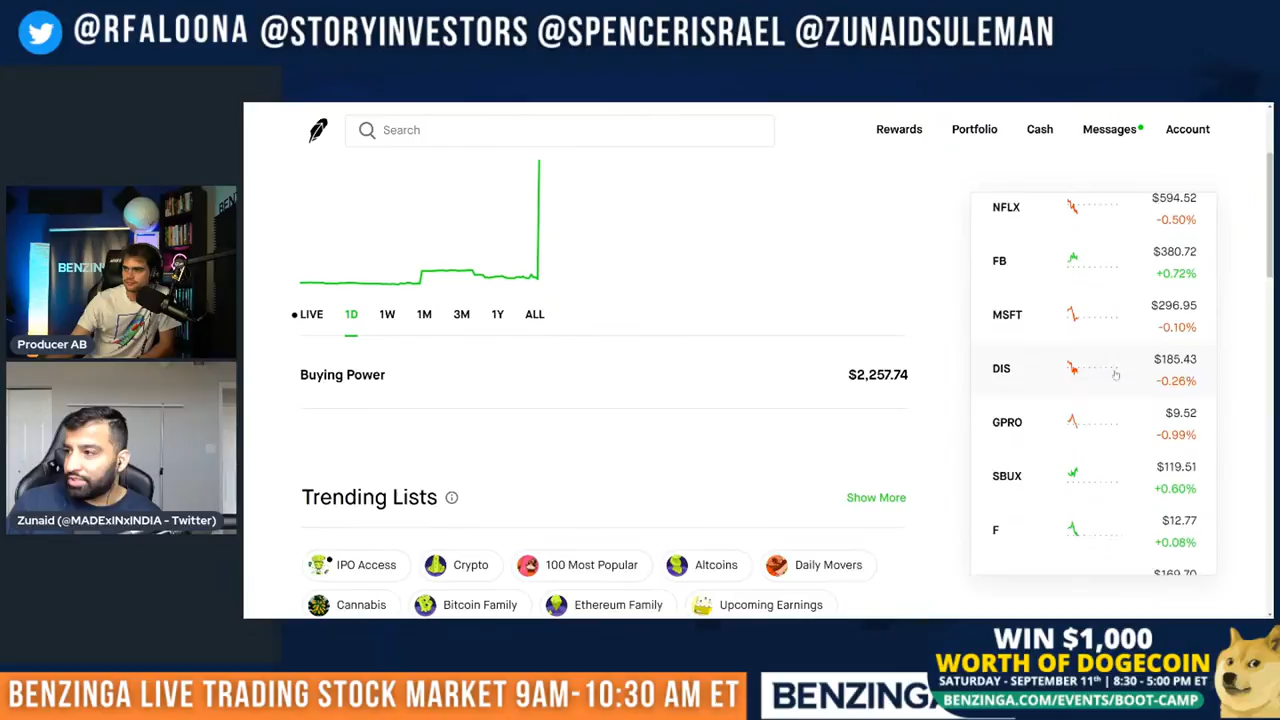 @RFALOONA @STORYINVESTORS @SPENCERISRAEL @ZUNAIDSULEMAN
Search
Rewards
Portfolio
Cash
Messages
Account
BENZING
Producer AB
Zunaid (@MADExINxINDIA - Twitter)
LIVE
1D
1W
1M
3M
1Y
ALL
Buying Power
$2,257.74
Trending Lists
Show More
IPO Access
Crypto
100 Most Popular
Altcoins
Daily Movers
Cannabis
Bitcoin Family
Ethereum Family
Upcoming Earnings
NFLX
$594.52
-0.50%
FB
$380.72
+0.72%
MSFT
$296.95
-0.10%
DIS
$185.43
-0.26%
GPRO
$9.52
-0.99%
SBUX
$119.51
+0.60%
F
$12.77
+0.08%
$169.70
BENZINGA LIVE TRADING STOCK MARKET 9AM-10:30 AM ET
BENZINGA
WIN $1,000
WORTH OF DOGECOIN
SATURDAY - SEPTEMBER 11th | 8:30 - 5:00 PM ET
BENZINGA.COM/EVENTS/BOOT-CAMP